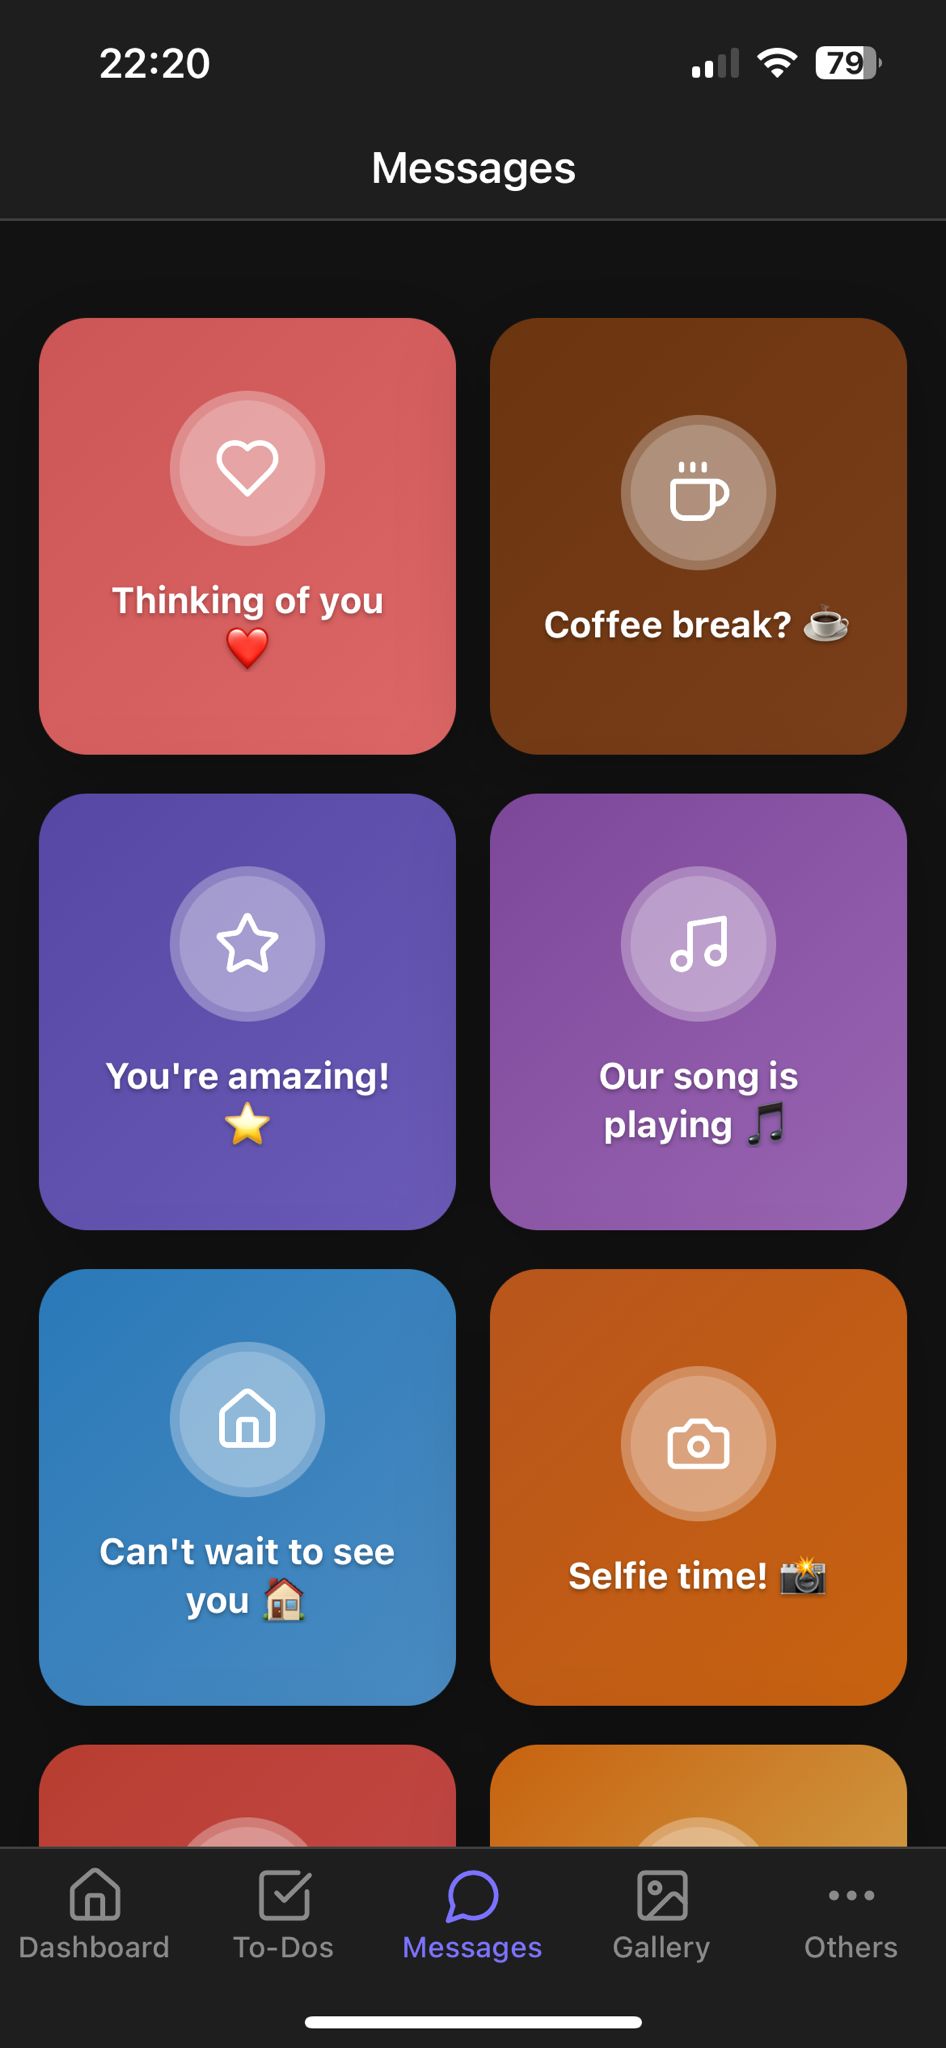 22:20
79
Messages
Thinking of you
❤️
Coffee break? ☕
You're amazing!
⭐
Our song is
playing 🎵
Can't wait to see
you 🏠
Selfie time! 📸
Dashboard
To-Dos
Messages
Gallery
Others